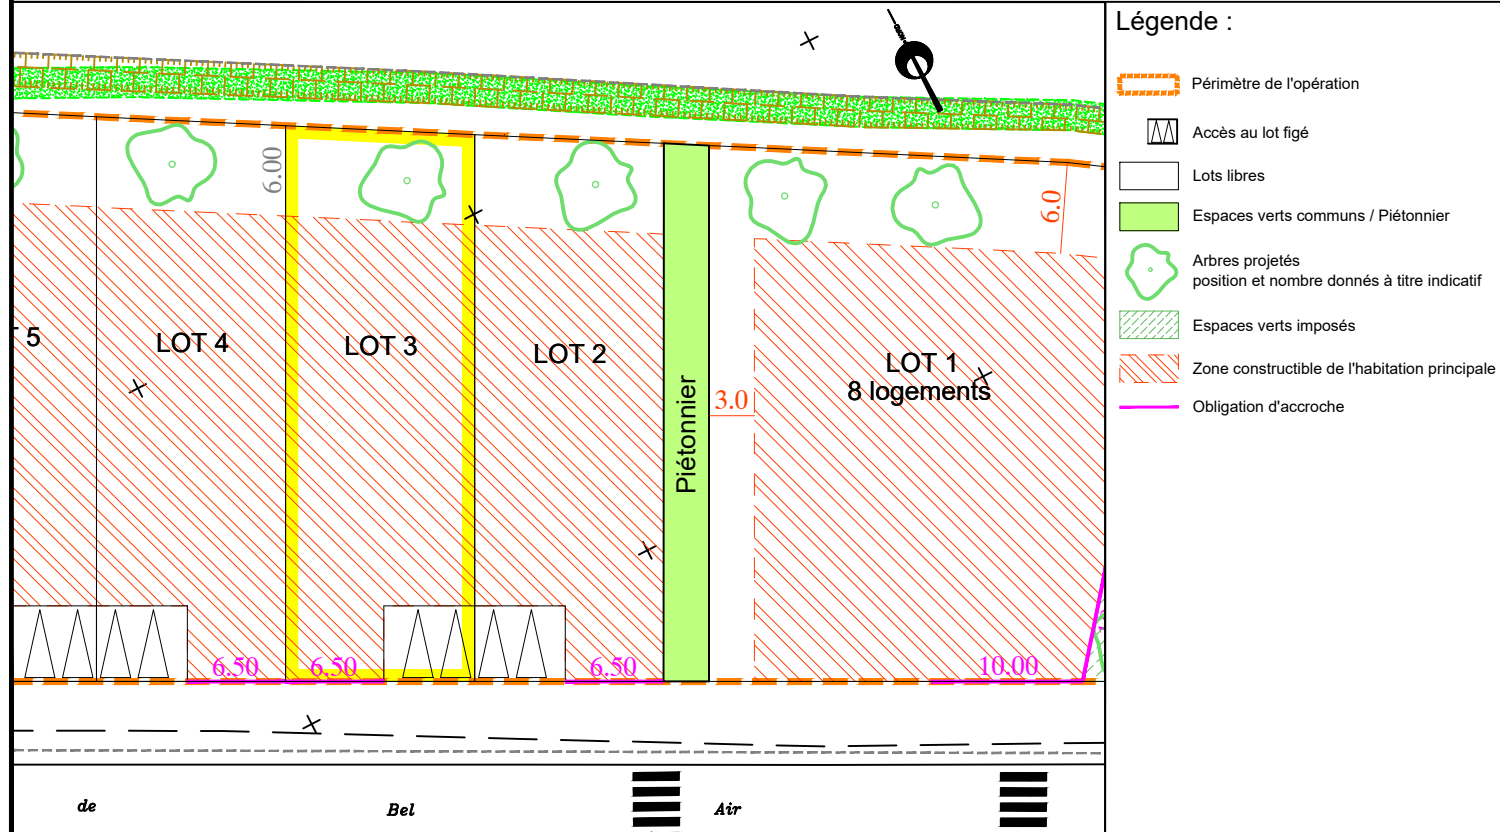 Légende :
Périmètre de l'opération
Accès au lot figé
Lots libres
Espaces verts communs / Piétonnier
Arbres projetés
position et nombre donnés à titre indicatif
Espaces verts imposés
Zone constructible de l'habitation principale
Obligation d'accroche
6.00
6.0
T 5
LOT 4
LOT 3
LOT 2
LOT 1
8 logements
Piétonnier
3.0
6.50
6.50
6.50
10.00
de
Bel
Air